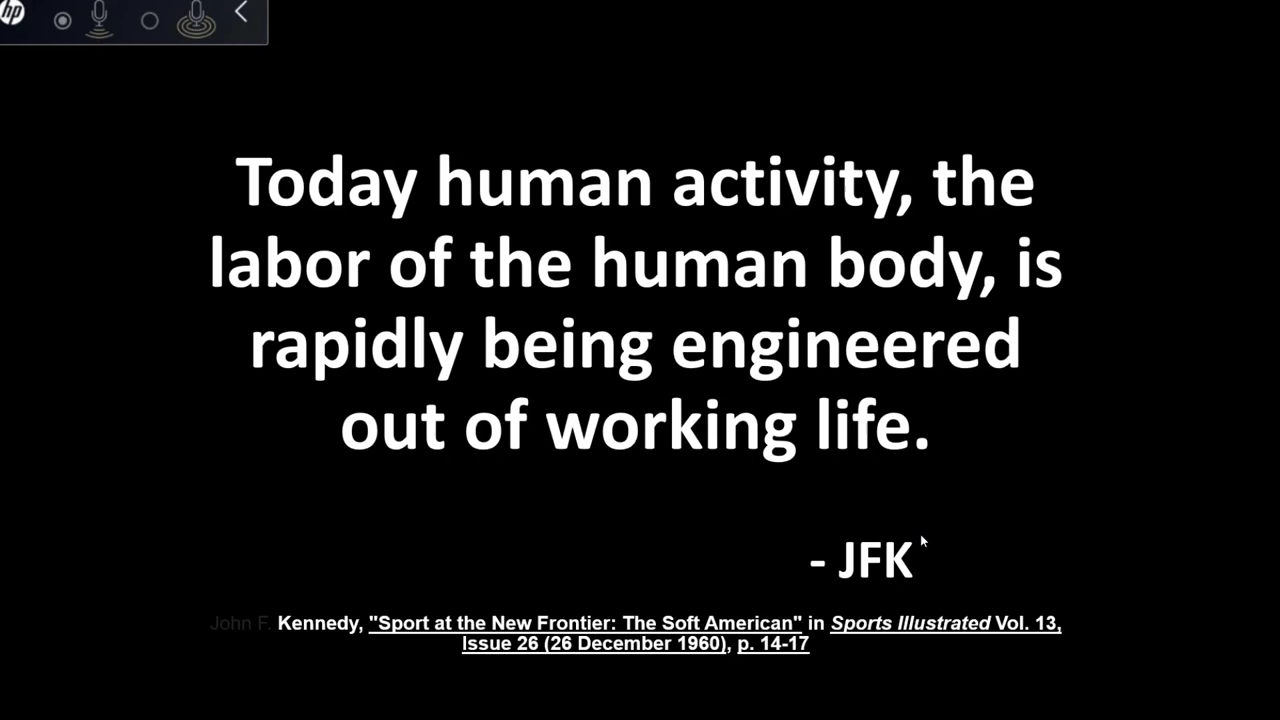 hp
Today human activity, the
labor of the human body, is
rapidly being engineered
out of working life.
- JFK
John F. Kennedy, "Sport at the New Frontier: The Soft American" in Sports Illustrated Vol. 13,
Issue 26 (26 December 1960), p. 14-17